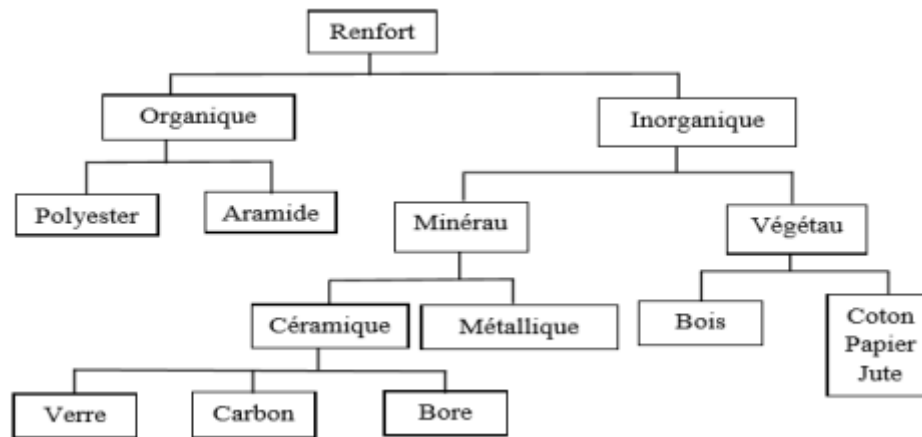 Renfort
Organique
Inorganique
Polyester
Aramide
Minérau
Végétau
Céramique
Métallique
Bois
Coton
Papier
Jute
Verre
Carbon
Bore